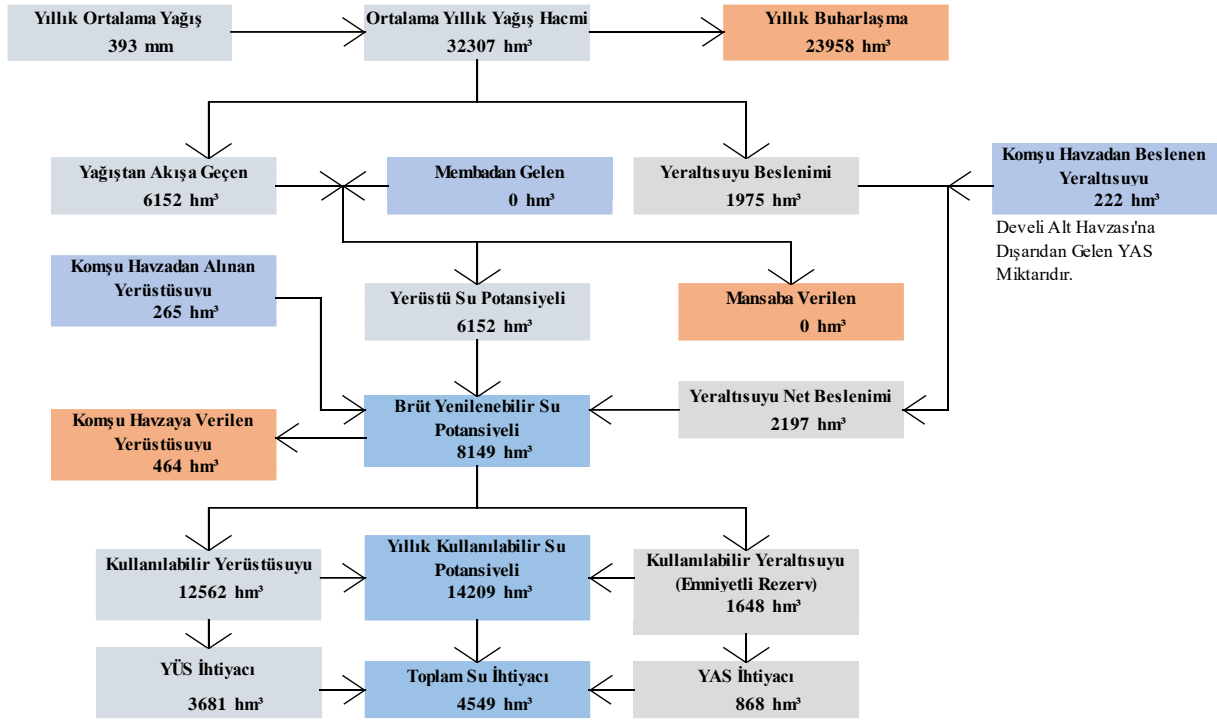 Yıllık Ortalama Yağış
393 mm
Ortalama Yıllık Yağış Hacmi
32307 hm³
Yıllık Buharlaşma
23958 hm³
Yağıştan Akışa Geçen
6152 hm³
Membadan Gelen
0 hm³
Yeraltısuyu Beslenimi
1975 hm³
Komşu Havzadan Beslenen
Yeraltısuyu
222 hm³
Develi Alt Havzası'na
Dışarıdan Gelen YAS
Miktarıdır.
Komşu Havzadan Alınan
Yerüstüsuyu
265 hm³
Yerüstü Su Potansiyeli
6152 hm³
Mansaba Verilen
0 hm³
Komşu Havzaya Verilen
Yerüstüsuyu
464 hm³
Brüt Yenilenebilir Su
Potansiyeli
8149 hm³
Yeraltısuyu Net Beslenimi
2197 hm³
Kullanılabilir Yerüstüsuyu
12562 hm³
Yıllık Kullanılabilir Su
Potansiyeli
14209 hm³
Kullanılabilir Yeraltısuyu
(Emniyetli Rezerv)
1648 hm³
YÜS İhtiyacı
3681 hm³
Toplam Su İhtiyacı
4549 hm³
YAS İhtiyacı
868 hm³